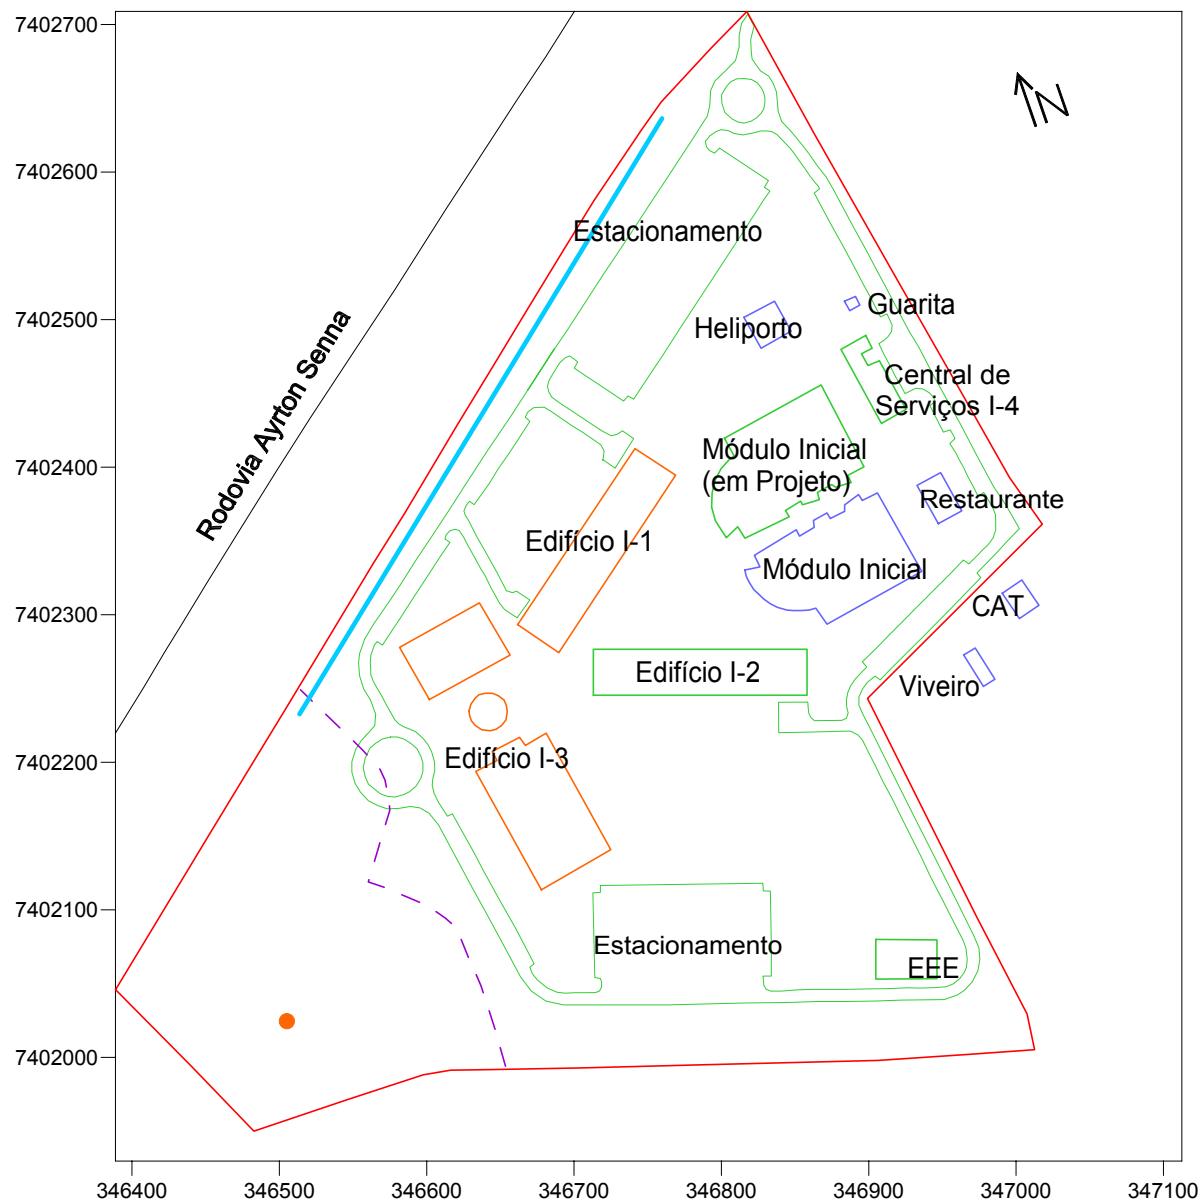 7402700
7402600
7402500
7402400
7402300
7402200
7402100
7402000
N
Rodovia Ayrton Senna
Estacionamento
Guarita
Heliporto
Central de
Serviços I-4
Módulo Inicial
(em Projeto)
Restaurante
Edifício I-1
Módulo Inicial
CAT
Edifício I-2
Viveiro
Edifício I-3
Estacionamento
EEE
346400 346500 346600 346700 346800 346900 347000 347100